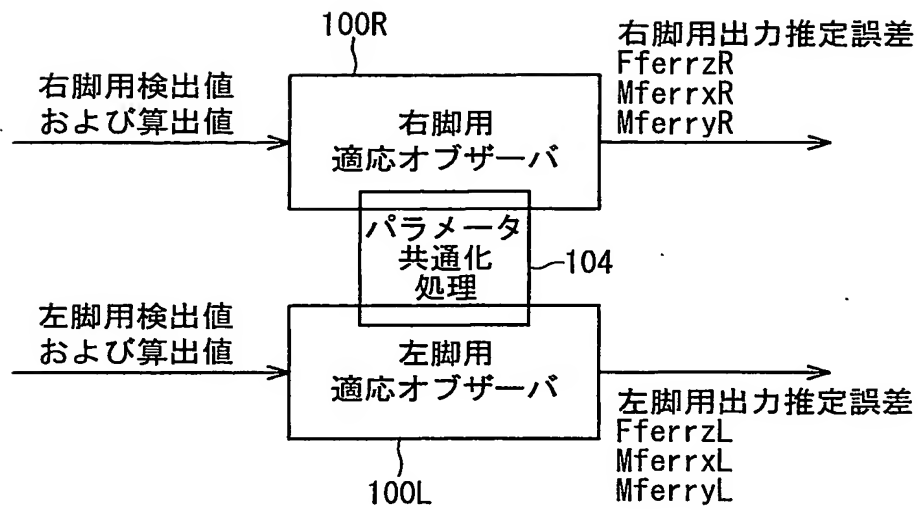 100R
右脚用検出値
および算出値
右脚用
適応オブザーバ
右脚用出力推定誤差
FferrzR
MferrxR
MferryR
パラメータ
共通化
処理
104
左脚用検出値
および算出値
左脚用
適応オブザーバ
100L
左脚用出力推定誤差
FferrzL
MferrxL
MferryL